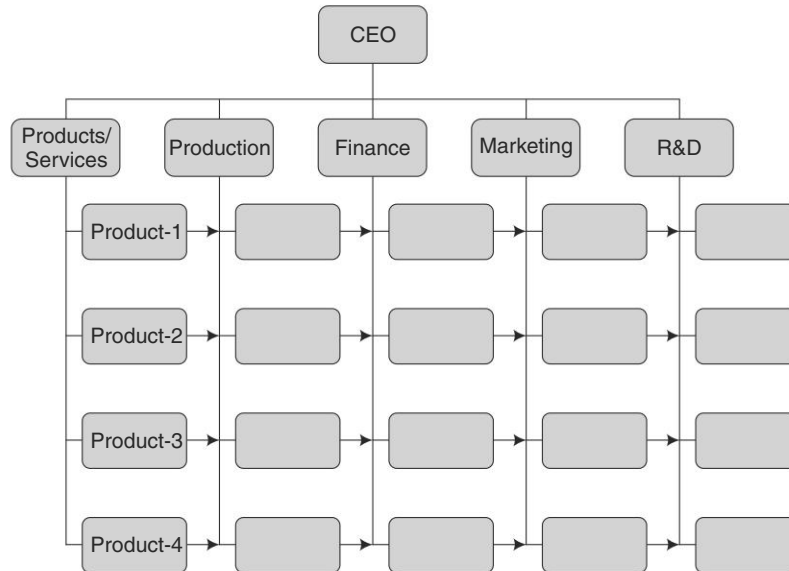 CEO
Products/
Services
Production
Finance
Marketing
R&D
Product-1
Product-2
Product-3
Product-4